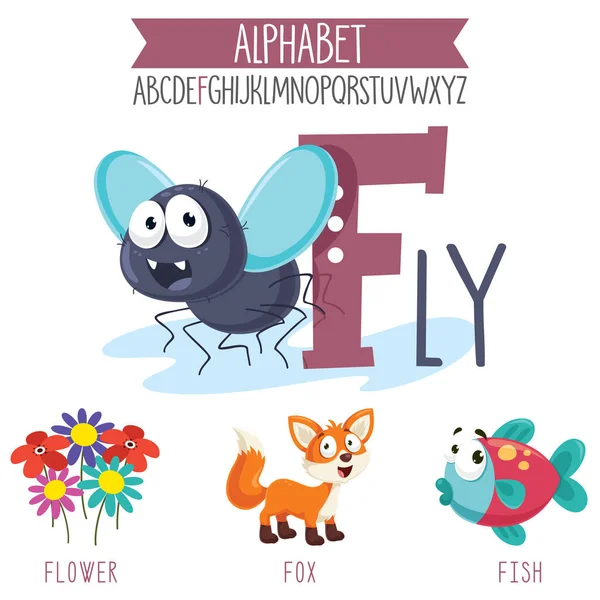 ALPHABET
ABCDEFGHIJKLMNOPQRSTUVWXYZ
FLY
FLOWER
FOX
FISH